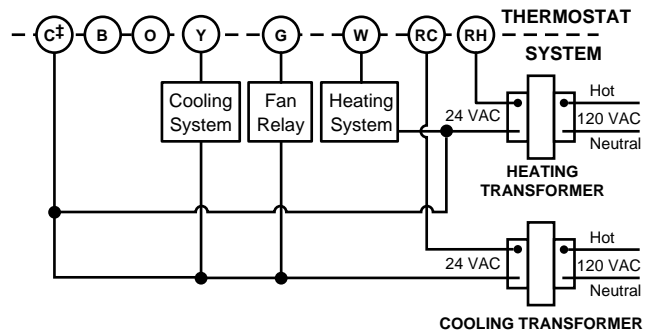 THERMOSTAT
C‡ B O Y G W RC RH
SYSTEM
Cooling
System
Fan
Relay
Heating
System
24 VAC
Hot
120 VAC
Neutral
HEATING
TRANSFORMER
24 VAC
Hot
120 VAC
Neutral
COOLING TRANSFORMER